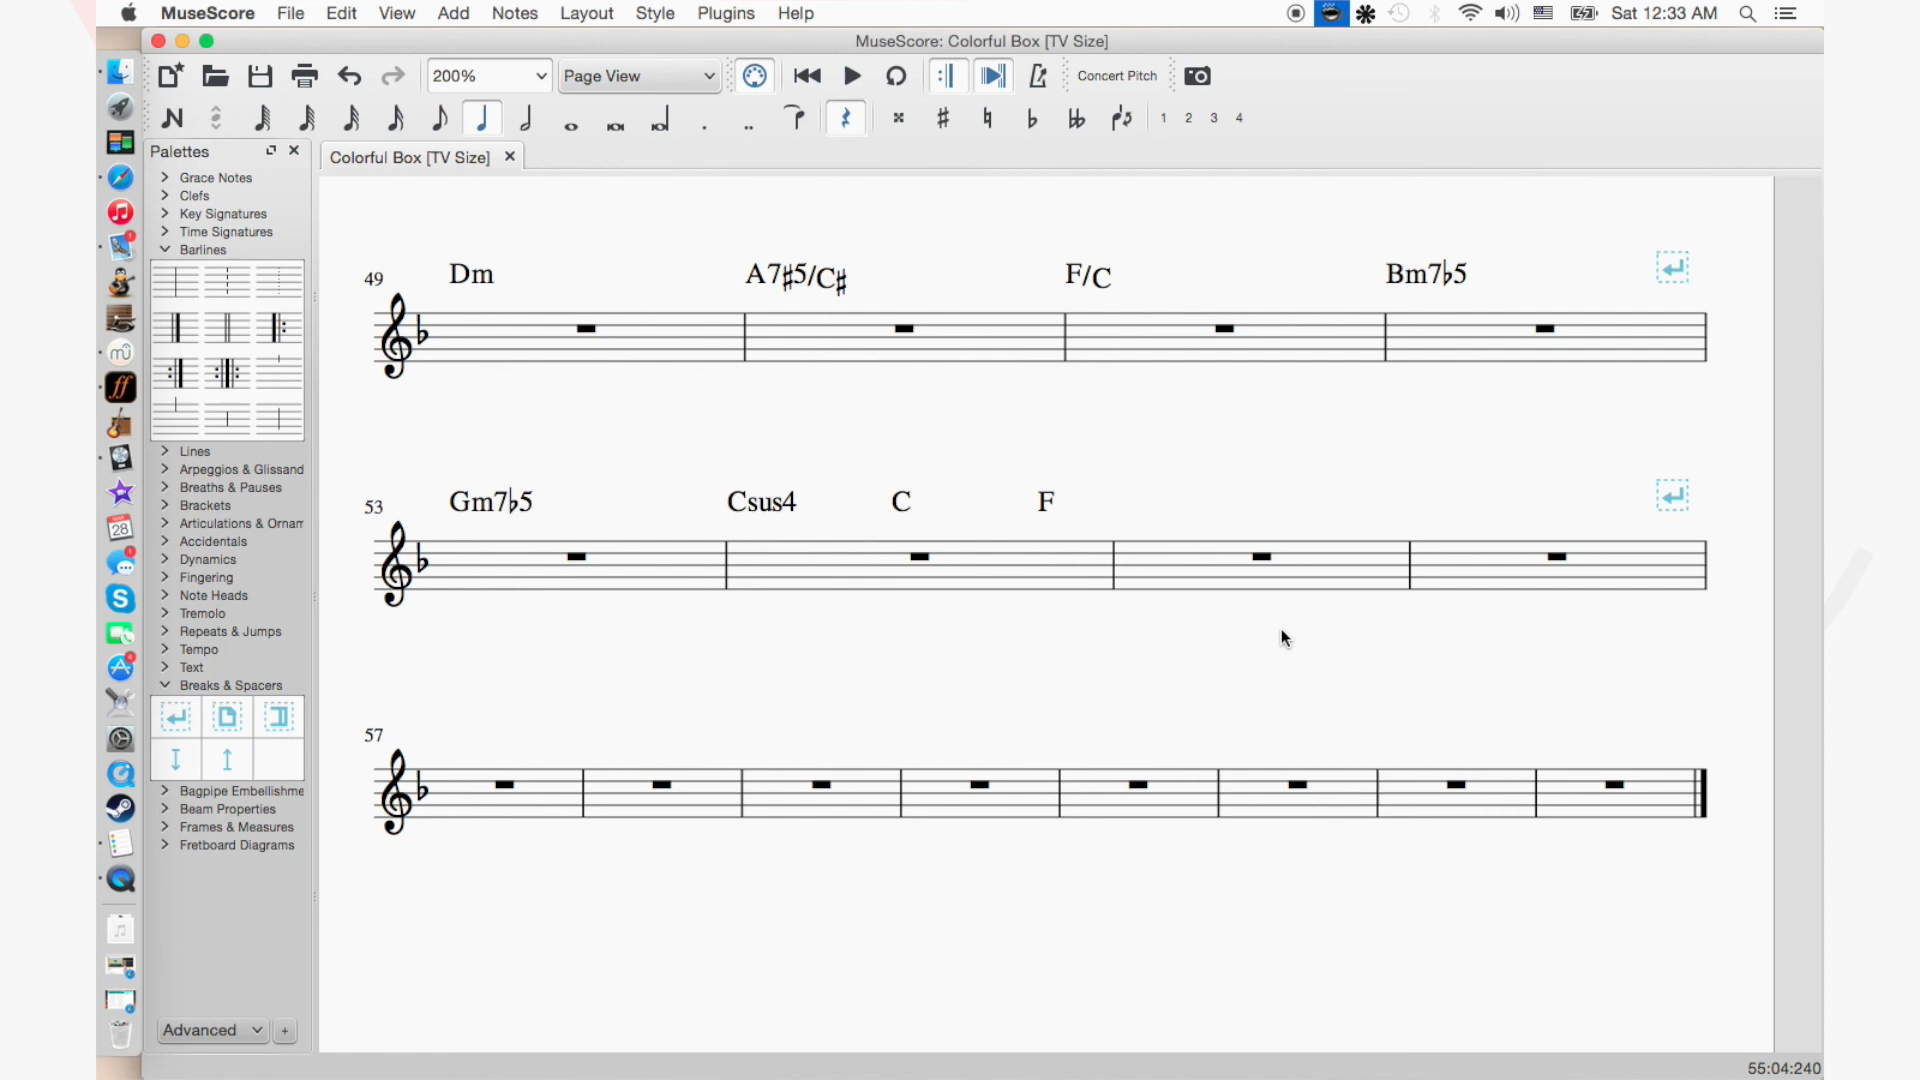 MuseScore File Edit View Add Notes Layout Style Plugins Help Sat 12:33 AM
MuseScore: Colorful Box [TV Size]
200% Page View Concert Pitch
1 2 3 4
Palettes
Colorful Box [TV Size]
Grace Notes
Clefs
Key Signatures
Time Signatures
Barlines
Lines
Arpeggios & Glissand
Breaths & Pauses
Brackets
Articulations & Ornam
Accidentals
Dynamics
Fingering
Note Heads
Tremolo
Repeats & Jumps
Tempo
Text
Breaks & Spacers
Bagpipe Embellishme
Beam Properties
Frames & Measures
Fretboard Diagrams
Advanced +
49 Dm A7♯5/C♯ F/C Bm7♭5
53 Gm7♭5 Csus4 C F
57
28
55:04:240